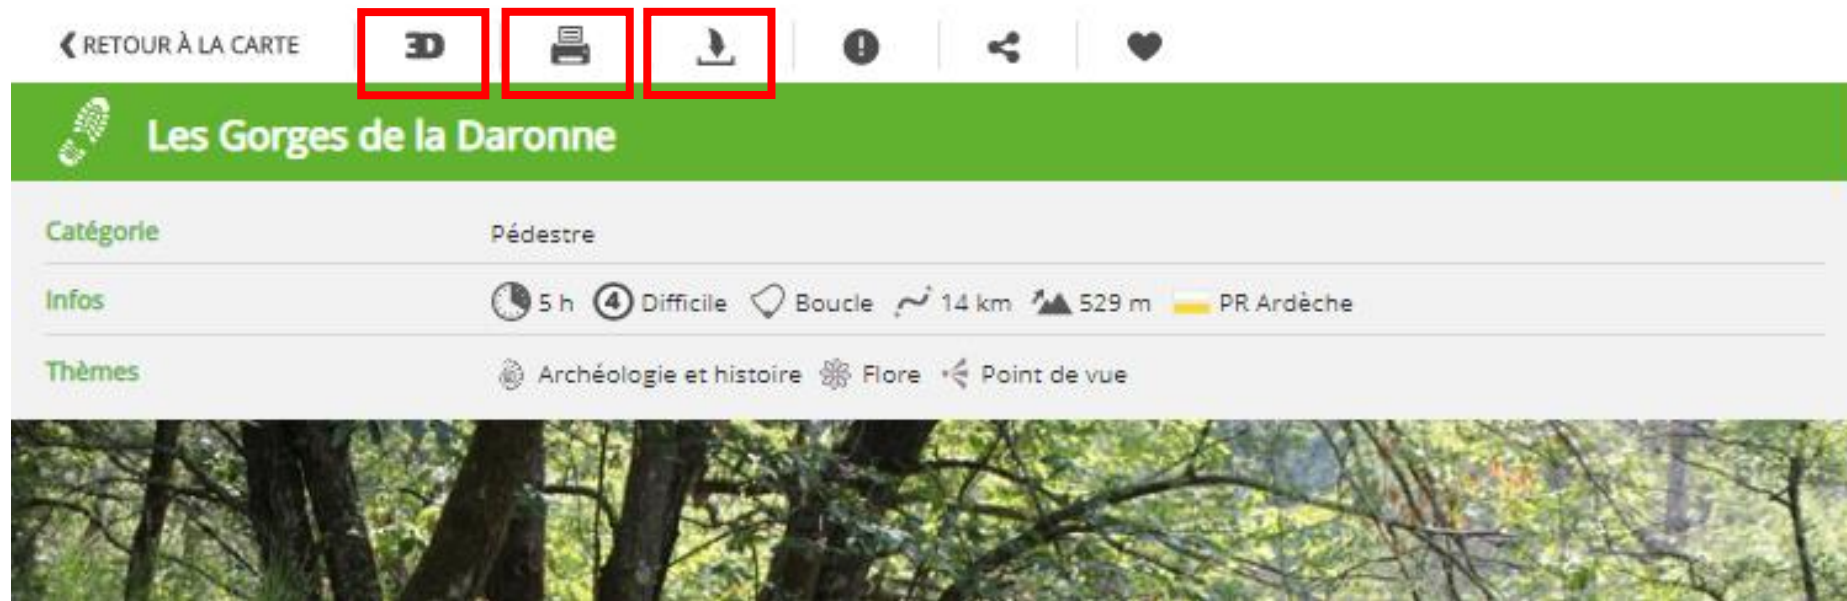 RETOUR À LA CARTE 3D
Les Gorges de la Daronne
Catégorie Pédestre
Infos 5 h 4 Difficile Boucle 14 km 529 m PR Ardèche
Thèmes Archéologie et histoire Flore Point de vue